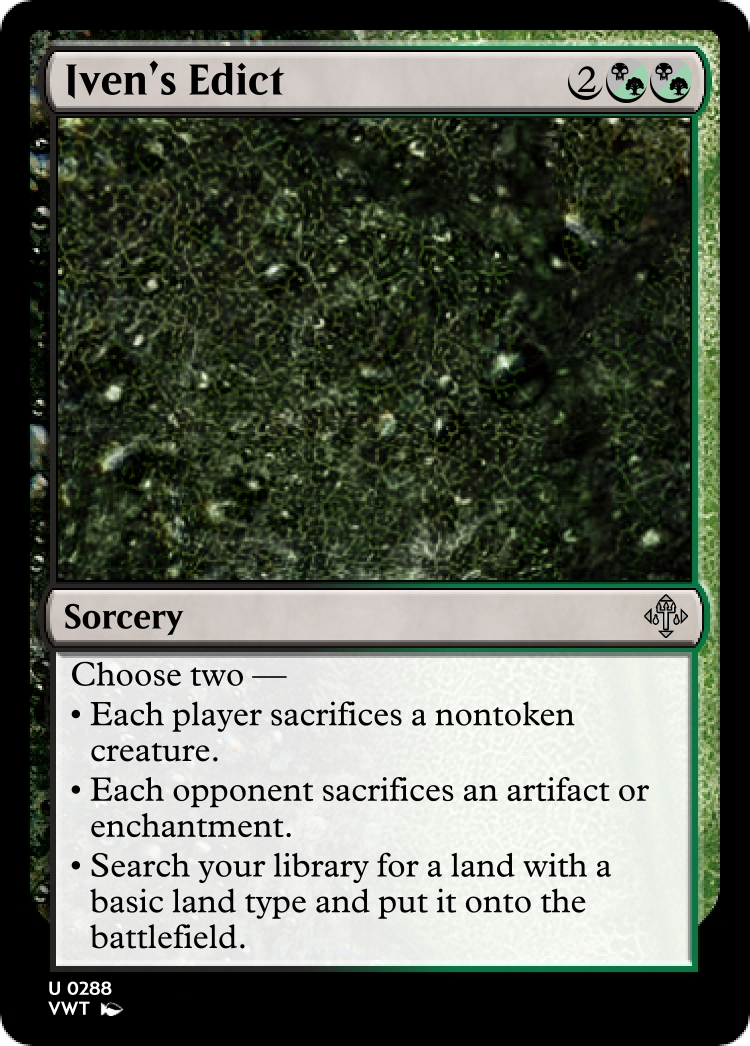 Iven's Edict 2
Sorcery
Choose two —
• Each player sacrifices a nontoken
creature.
• Each opponent sacrifices an artifact or
enchantment.
• Search your library for a land with a
basic land type and put it onto the
battlefield.
U 0288
VWT